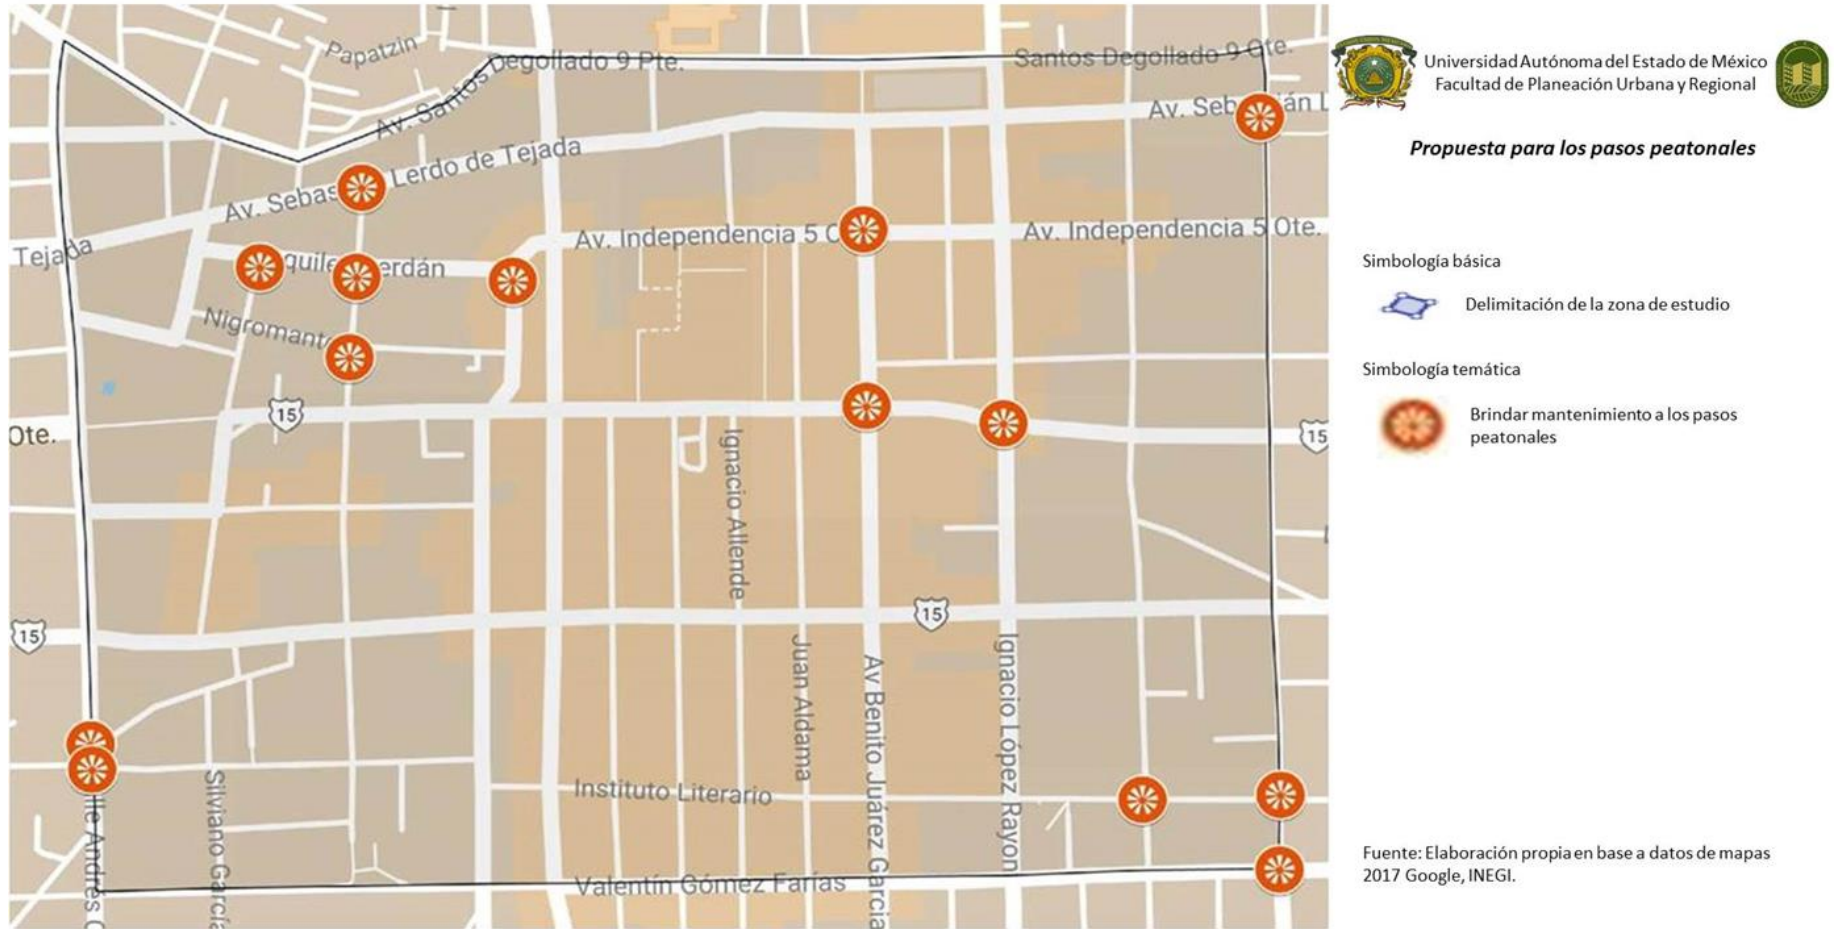 Papatzin
Av. Santos Degollado 9 Pte.
Santos Degollado 9 Ote.
Av. Sebas
Lerdo de Tejada
Av. Seb
ián L
Tejada
Av. Independencia 5 O
Av. Independencia 5 Ote.
quile
erdán
Nigromant
15
15
Ote.
Ignacio Allende
15
15
Juan Aldama
Av Benito Juárez Garcia
Ignacio López Rayon
Silviano García
Instituto Literario
lle Andrés
Valentín Gómez Farías
Universidad Autónoma del Estado de México
Facultad de Planeación Urbana y Regional
Propuesta para los pasos peatonales
Simbología básica
Delimitación de la zona de estudio
Simbología temática
Brindar mantenimiento a los pasos
peatonales
Fuente: Elaboración propia en base a datos de mapas
2017 Google, INEGI.